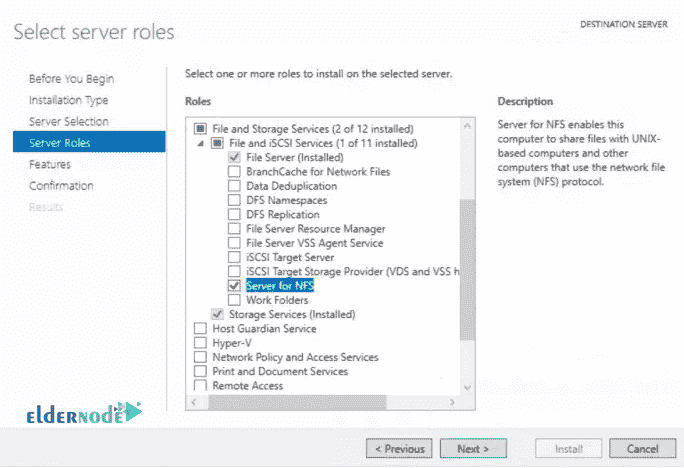 Select server roles
DESTINATION SERVER
Before You Begin
Installation Type
Server Selection
Server Roles
Features
Confirmation
Results
Select one or more roles to install on the selected server.
Roles
File and Storage Services (2 of 12 installed)
File and iSCSI Services (1 of 11 installed)
File Server (Installed)
BranchCache for Network Files
Data Deduplication
DFS Namespaces
DFS Replication
File Server Resource Manager
File Server VSS Agent Service
iSCSI Target Server
iSCSI Target Storage Provider (VDS and VSS h
Server for NFS
Work Folders
Storage Services (Installed)
Host Guardian Service
Hyper-V
Network Policy and Access Services
Print and Document Services
Remote Access
Description
Server for NFS enables this
computer to share files with UNIX-
based computers and other
computers that use the network file
system (NFS) protocol.
ELDERNODE
< Previous
Next >
Install
Cancel